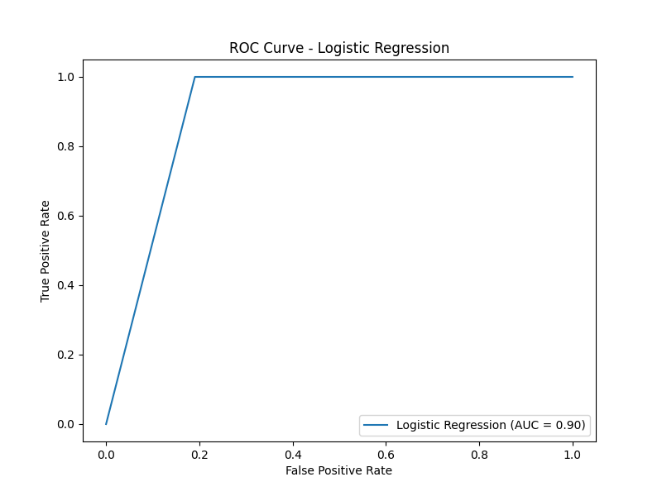 ROC Curve - Logistic Regression
True Positive Rate
1.0
0.8
0.6
0.4
0.2
0.0
Logistic Regression (AUC = 0.90)
0.0 0.2 0.4 0.6 0.8 1.0
False Positive Rate